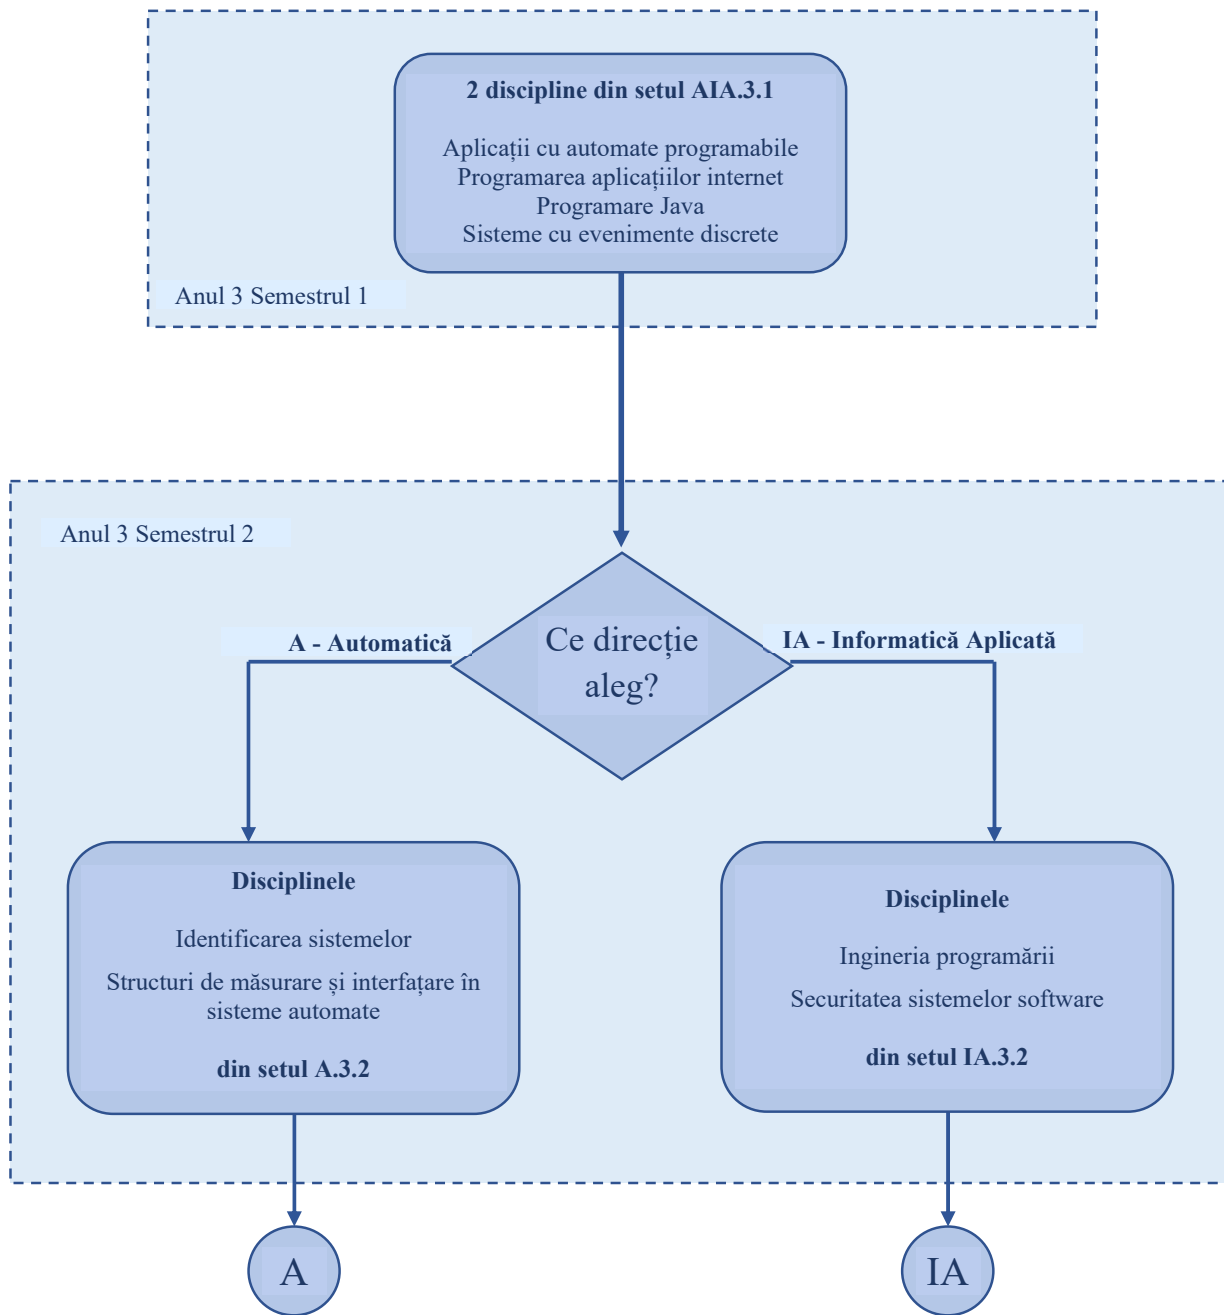 2 discipline din setul AIA.3.1
Aplicații cu automate programabile
Programarea aplicațiilor internet
Programare Java
Sisteme cu evenimente discrete
Anul 3 Semestrul 1
Anul 3 Semestrul 2
Ce direcție
aleg?
A - Automatică
IA - Informatică Aplicată
Disciplinele
Identificarea sistemelor
Structuri de măsurare și interfațare în
sisteme automate
din setul A.3.2
Disciplinele
Ingineria programării
Securitatea sistemelor software
din setul IA.3.2
A
IA